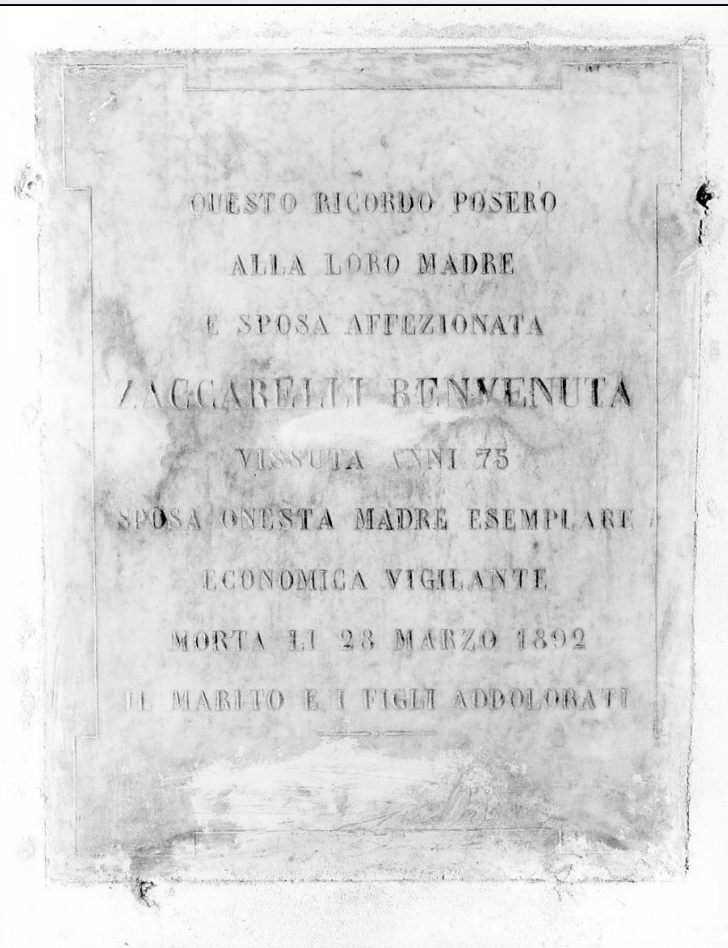 QUESTO RICORDO POSERO
ALLA LORO MADRE
E SPOSA AFFEZIONATA
ZACCARELLI BENVENUTA
VISSUTA ANNI 75
SPOSA ONESTA MADRE ESEMPLARE
ECONOMICA VIGILANTE
MORTA LI 28 MARZO 1892
IL MARITO E I FIGLI ADDOLORATI